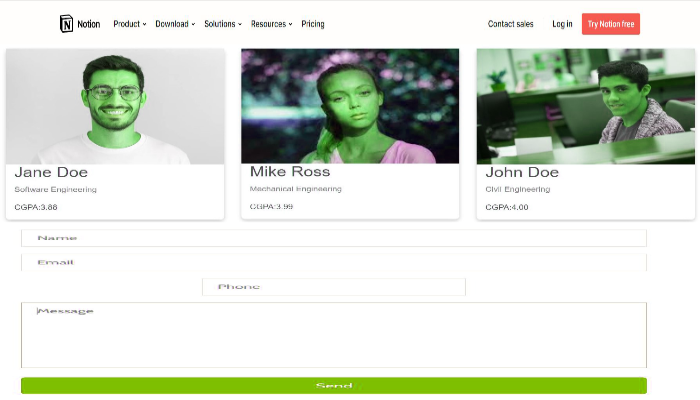 Notion Product Download Solutions Resources Pricing Contact sales Log in Try Notion free
Jane Doe
Software Engineering
CGPA:3.88
Mike Ross
Mechanical Engineering
CGPA:3.99
John Doe
Civil Engineering
CGPA:4.00
Name
Email
Phone
Message
Send